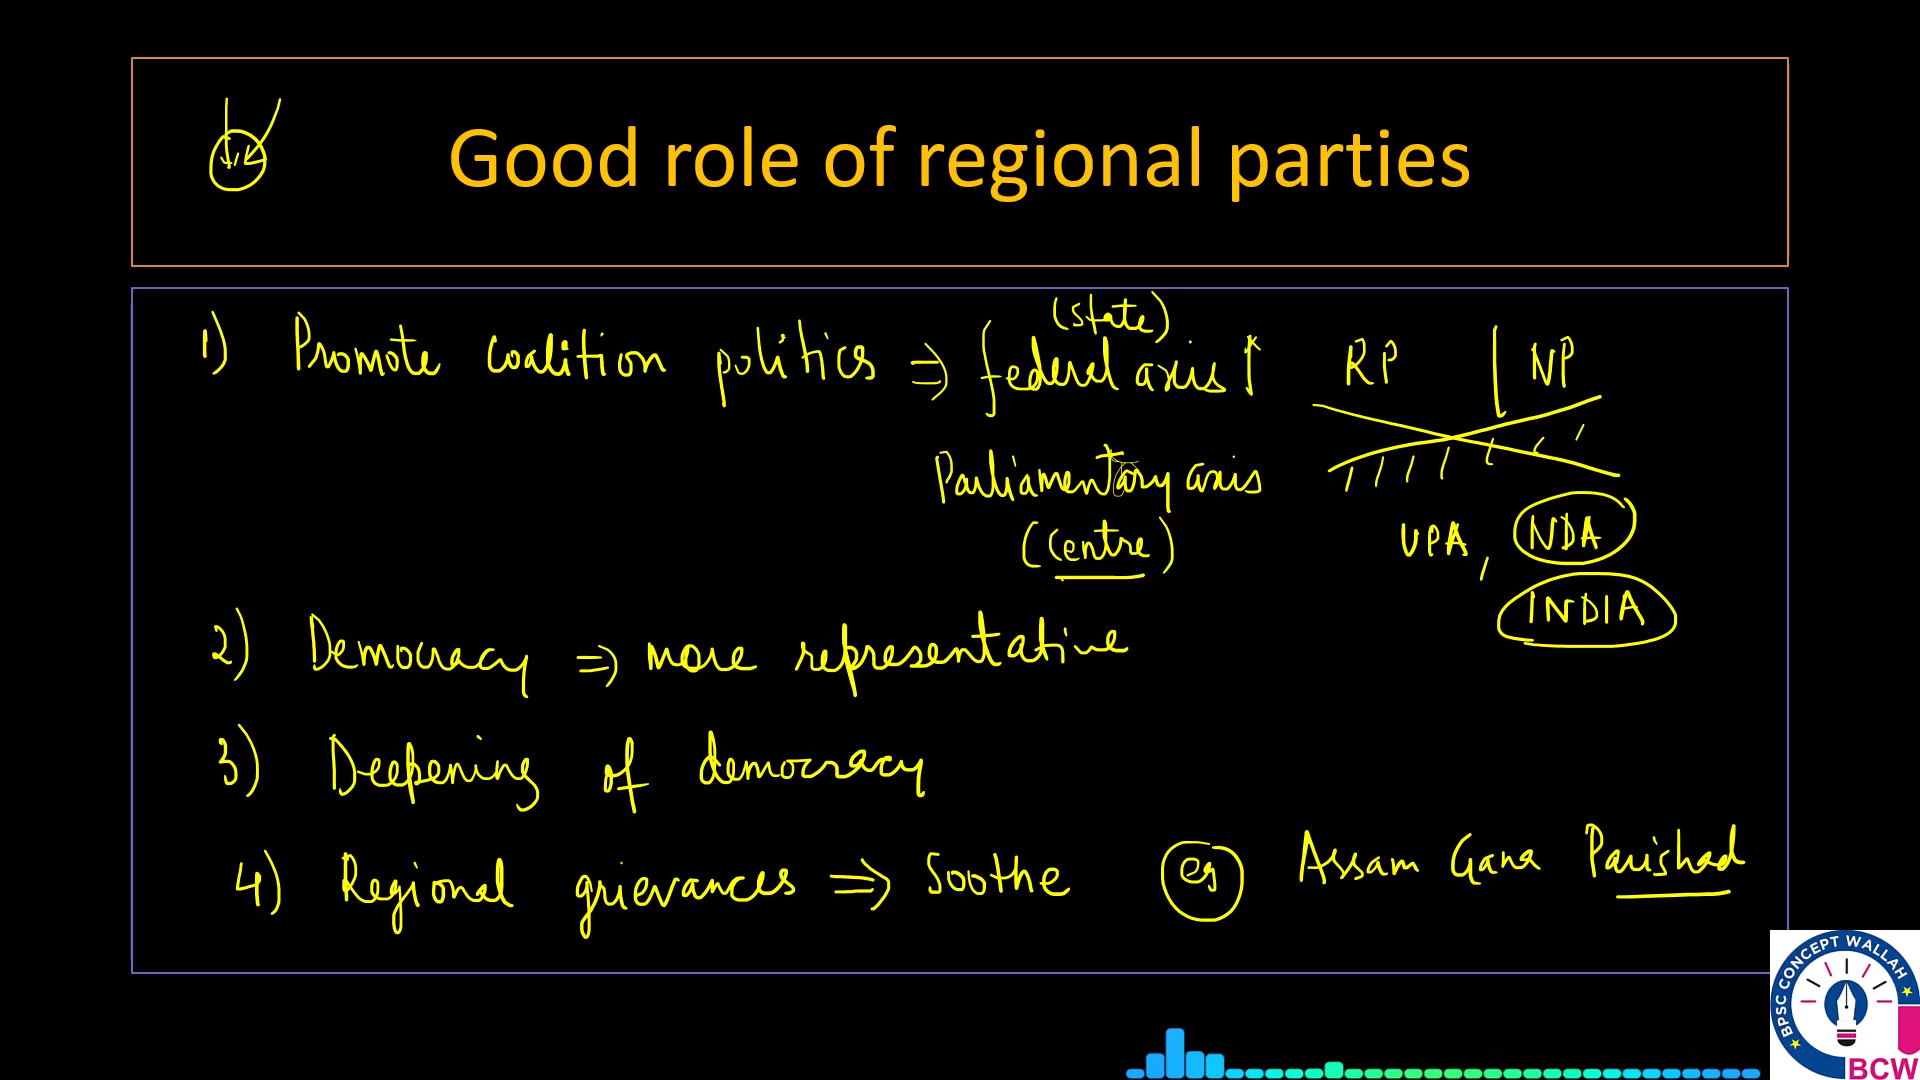 Good role of regional parties
(State)
1) Promote coalition politics ⇒ federal axis ↑ RP | NP
Parliamentary axis
(Centre)
UPA, NDA
INDIA
2) Democracy ⇒ more representative
3) Deepening of democracy
4) Regional grievances ⇒ Soothe eg Assam Gana Parishad
BPSC CONCEPT WALLAH
BCW